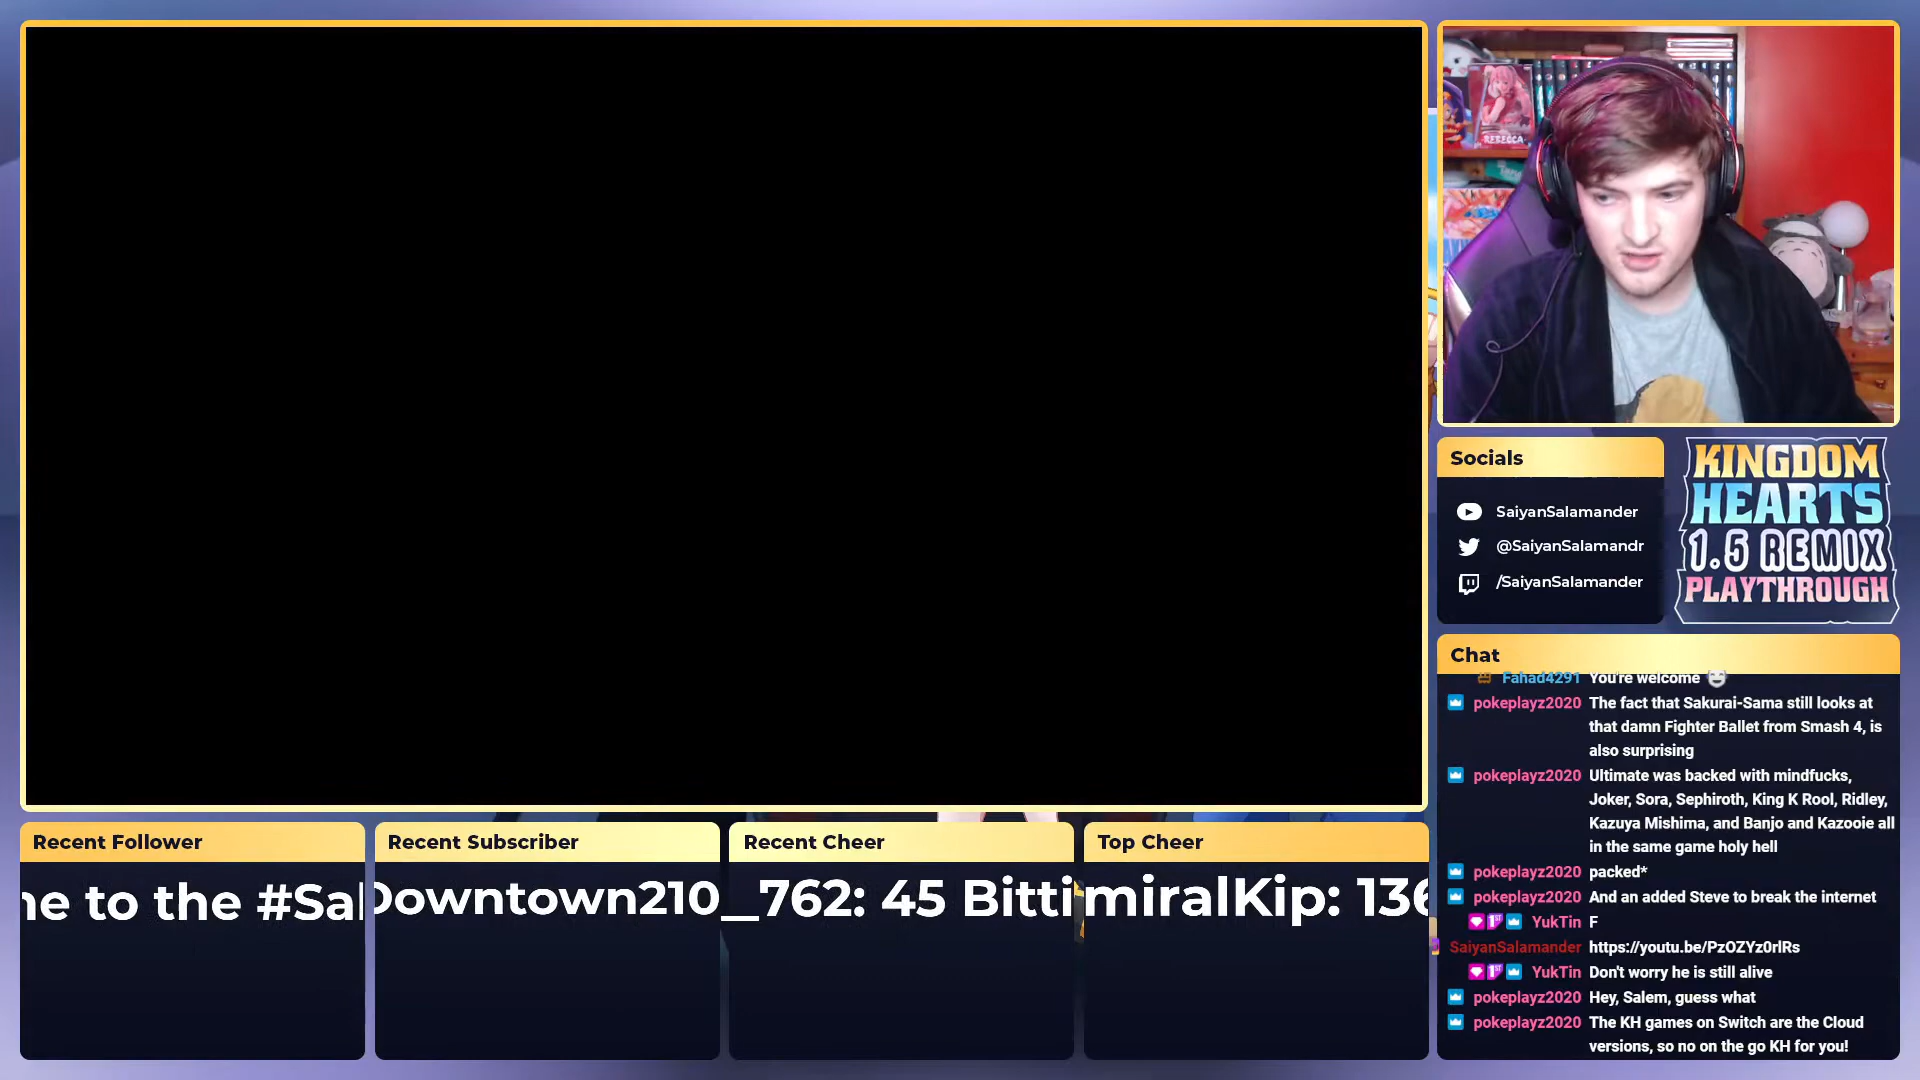 REBECCA
Socials
SaiyanSalamander
@SaiyanSalamandr
/SaiyanSalamander
KINGDOM
HEARTS
1.5 REMIX
PLAYTHROUGH
Chat
Fahad4291 You're welcome
pokeplayz2020 The fact that Sakurai-Sama still looks at
that damn Fighter Ballet from Smash 4, is
also surprising
pokeplayz2020 Ultimate was backed with mindfucks,
Joker, Sora, Sephiroth, King K Rool, Ridley,
Kazuya Mishima, and Banjo and Kazooie all
in the same game holy hell
pokeplayz2020 packed*
pokeplayz2020 And an added Steve to break the internet
YukTin F
SaiyanSalamander https://youtu.be/PzOZYz0rlRs
YukTin Don't worry he is still alive
pokeplayz2020 Hey, Salem, guess what
pokeplayz2020 The KH games on Switch are the Cloud
versions, so no on the go KH for you!
Recent Follower
ne to the #Sal
Recent Subscriber
Downtown210
Recent Cheer
_762: 45 Bitti
Top Cheer
miralKip: 136